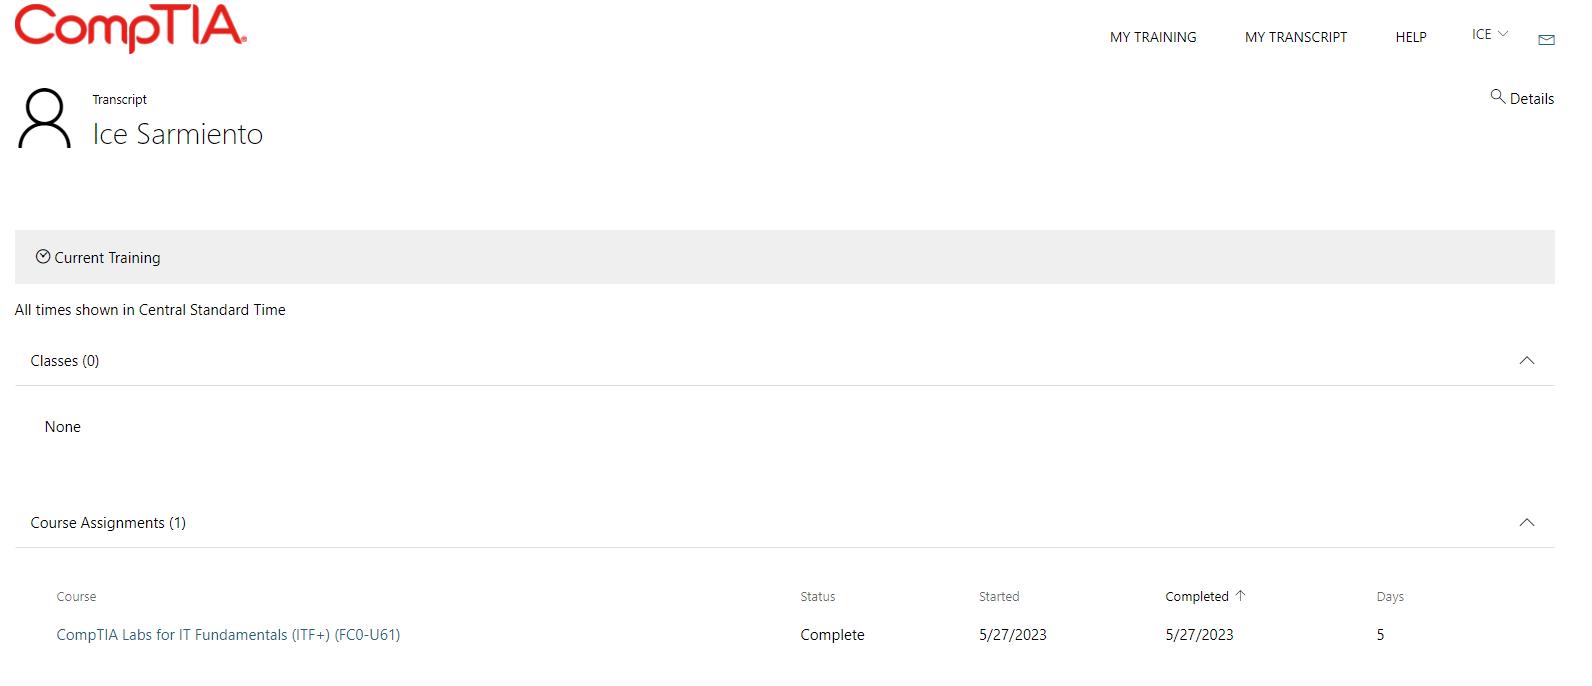 CompTIA.
MY TRAINING MY TRANSCRIPT HELP ICE
Transcript
Ice Sarmiento
Details
Current Training
All times shown in Central Standard Time
Classes (0)
None
Course Assignments (1)
Course Status Started Completed ↑ Days
CompTIA Labs for IT Fundamentals (ITF+) (FC0-U61) Complete 5/27/2023 5/27/2023 5